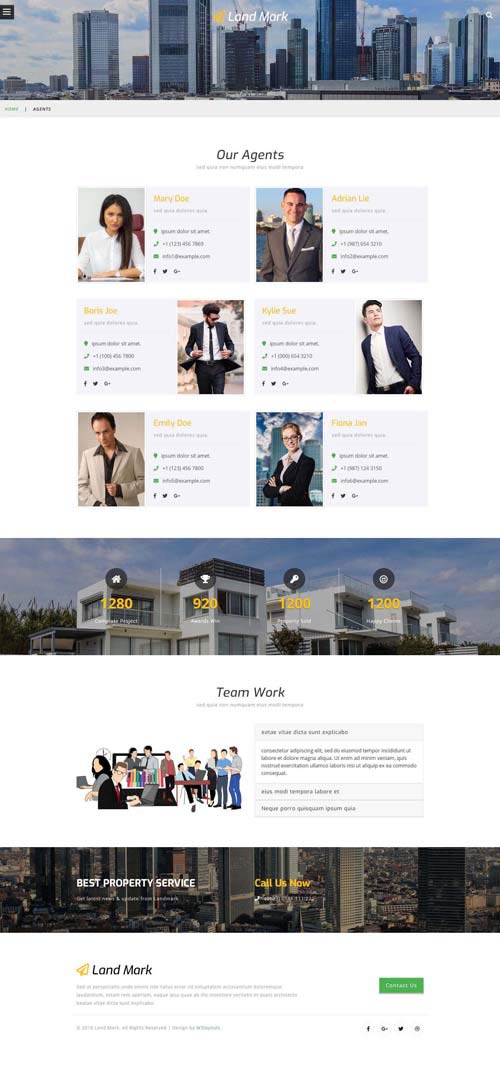 Land Mark
HOME | AGENTS
Our Agents
sed quia non numquam eius modi tempora
Mary Doe
sed quia dolores quia.
ipsum dolor sit amet.
+1 (123) 456 7869
info1@example.com
Adrian Lie
sed quia dolores quia.
ipsum dolor sit amet.
+1 (987) 654 3210
info2@example.com
Boris Joe
sed quia dolores quia.
ipsum dolor sit amet.
+1 (100) 456 7800
info3@example.com
Kylie Sue
sed quia dolores quia.
ipsum dolor sit amet.
+1 (000) 654 3210
info4@example.com
Emily Doe
sed quia dolores quia.
ipsum dolor sit amet.
+1 (123) 456 7800
info5@example.com
Fiona Jan
sed quia dolores quia.
ipsum dolor sit amet.
+1 (987) 124 3150
info6@example.com
1280
Complete Project
920
Awards Win
1200
Property Sold
1200
Happy Clients
Team Work
sed quia non numquam eius modi tempora
eatae vitae dicta sunt explicabo
consectetur adipiscing elit, sed do eiusmod tempor incididunt ut
labore et dolore magna aliqua. Ut enim ad minim veniam, quis
nostrud exercitation ullamco laboris nisi ut aliquip ex ea commodo
consequat.
eius modi tempora labore et
Neque porro quisquam ipsum quia
BEST PROPERTY SERVICE
Get latest news & update from Landmark
Call Us Now
Land Mark
Sed ut perspiciatis unde omnis iste natus error sit voluptatem accusantium doloremque
laudantium, totam rem aperiam, eaque ipsa quae ab illo inventore veritatis et quasi architecto
beatae vitae dicta sunt explicabo
Contact Us
© 2018 Land Mark. All Rights Reserved | Design by W3layouts